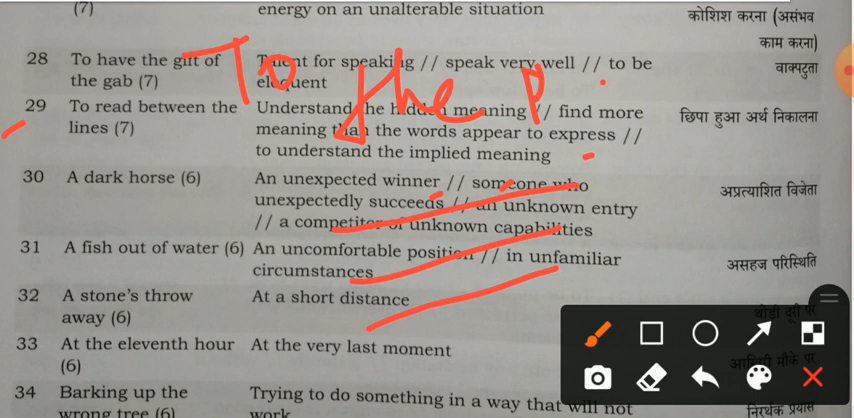 (7) energy on an unalterable situation कोशिश करना (असंभव
काम करना)
28 To have the gift of Talent for speaking // speak very well // to be वाक्पटुता
the gab (7) eloquent
To the P
29 To read between the Understand the hidden meaning // find more छिपा हुआ अर्थ निकालना
lines (7) meaning than the words appear to express //
to understand the implied meaning
30 A dark horse (6) An unexpected winner // someone who अप्रत्याशित विजेता
unexpectedly succeeds // an unknown entry
// a competitor of unknown capabilities
31 A fish out of water (6) An uncomfortable position // in unfamiliar असहज परिस्थिति
circumstances
32 A stone's throw At a short distance थोड़ी दूरी पर
away (6)
33 At the eleventh hour At the very last moment आखिरी मौके पर
(6)
34 Barking up the Trying to do something in a way that will not निरर्थक प्रयास
wrong tree (6) work